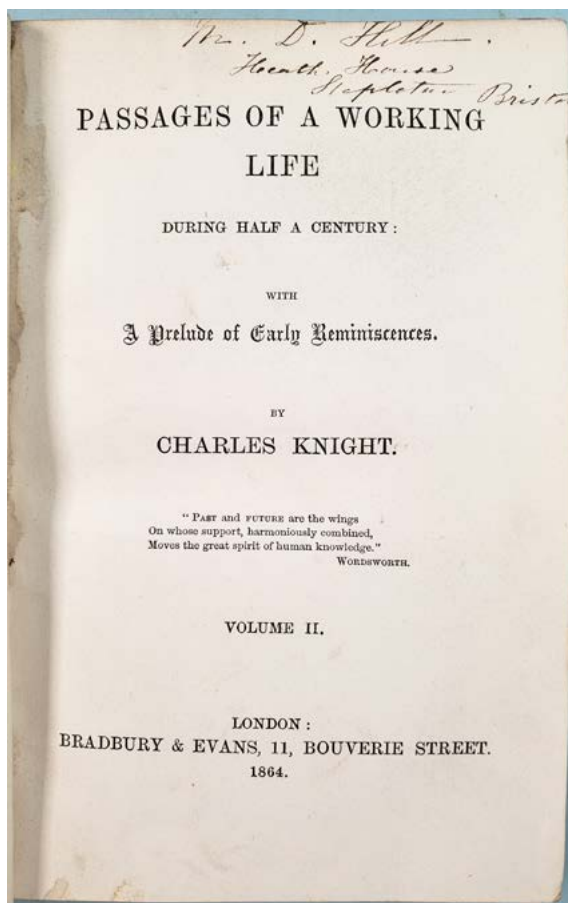 M. D. Hill.
Heath House
Stapleton Bristol
PASSAGES OF A WORKING
LIFE
DURING HALF A CENTURY:
WITH
A Prelude of Early Reminiscences.
BY
CHARLES KNIGHT.
"PAST and FUTURE are the wings
On whose support, harmoniously combined,
Moves the great spirit of human knowledge."
WORDSWORTH.
VOLUME II.
LONDON:
BRADBURY & EVANS, 11, BOUVERIE STREET.
1864.